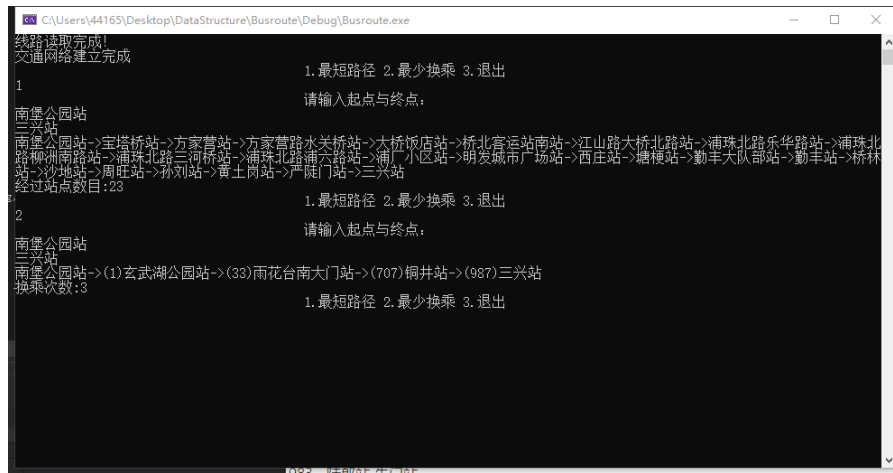 C:\Users\44165\Desktop\DataStructure\Busroute\Debug\Busroute.exe
线路读取完成!
交通网络建立完成
1.最短路径 2.最少换乘 3.退出
1
请输入起点与终点:
南堡公园站
三兴站
南堡公园站->宝塔桥站->方家营站->方家营路水关桥站->大桥饭店站->桥北客运站南站->江山路大桥北路站->浦珠北路乐华路站->浦珠北
路柳洲南路站->浦珠北路三河桥站->浦珠北路浦六路站->浦厂小区站->明发城市广场站->西庄站->塘梗站->勤丰大队部站->勤丰站->桥林
站->沙地站->周旺站->孙刘站->黄土岗站->严陡门站->三兴站
经过站点数目:23
1.最短路径 2.最少换乘 3.退出
2
请输入起点与终点:
南堡公园站
三兴站
南堡公园站->(1)玄武湖公园站->(33)雨花台南大门站->(707)铜井站->(987)三兴站
换乘次数:3
1.最短路径 2.最少换乘 3.退出